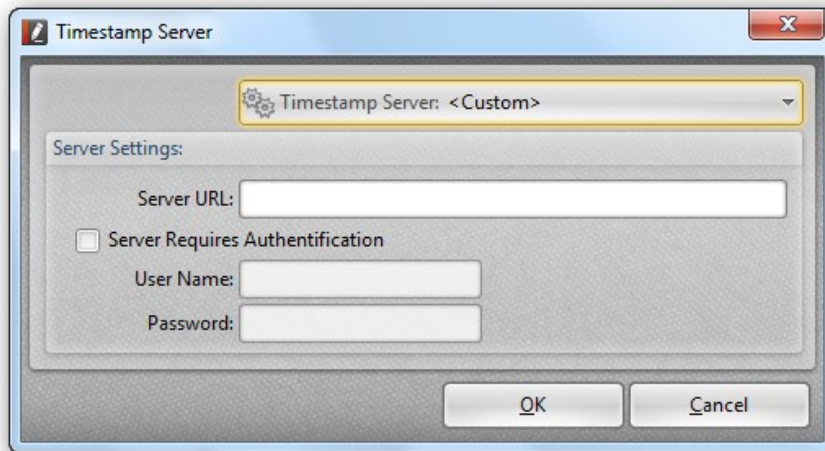 Timestamp Server
Timestamp Server: <Custom>
Server Settings:
Server URL:
Server Requires Authentification
User Name:
Password:
OK Cancel